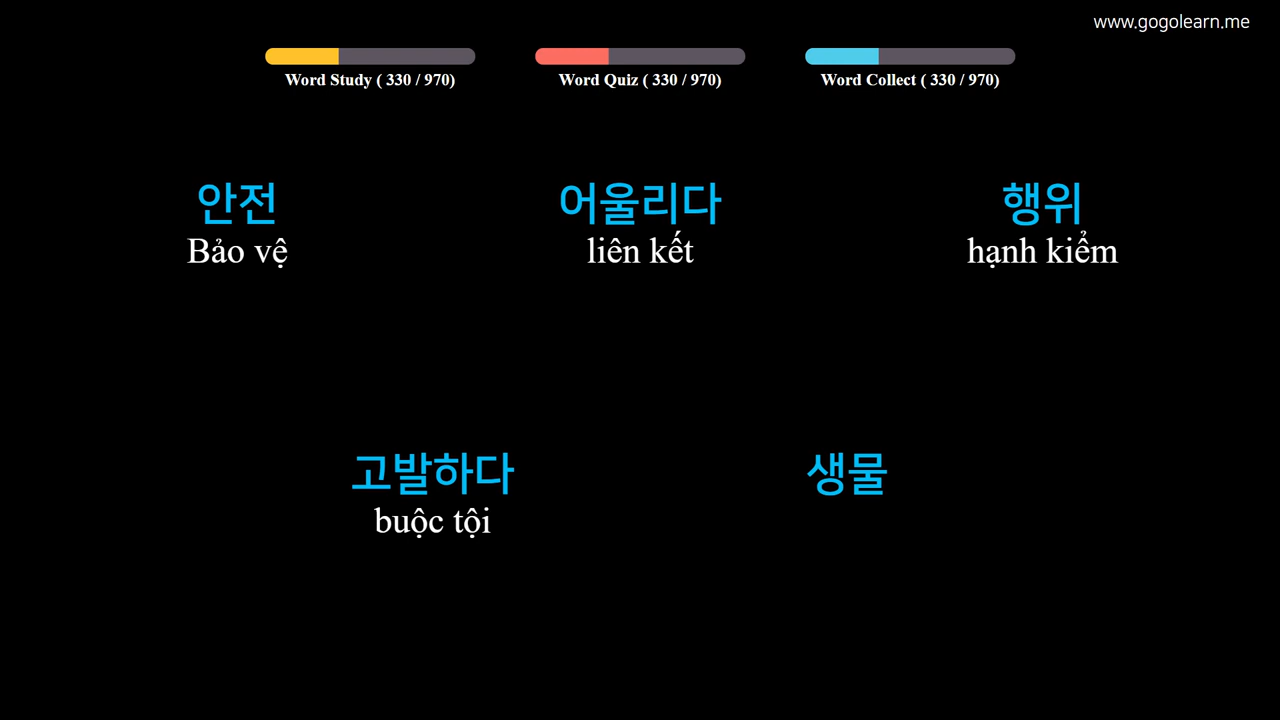 www.gogolearn.me
Word Study ( 330 / 970)
Word Quiz ( 330 / 970)
Word Collect ( 330 / 970)
안전
Bảo vệ
어울리다
liên kết
행위
hạnh kiểm
고발하다
buộc tội
생물